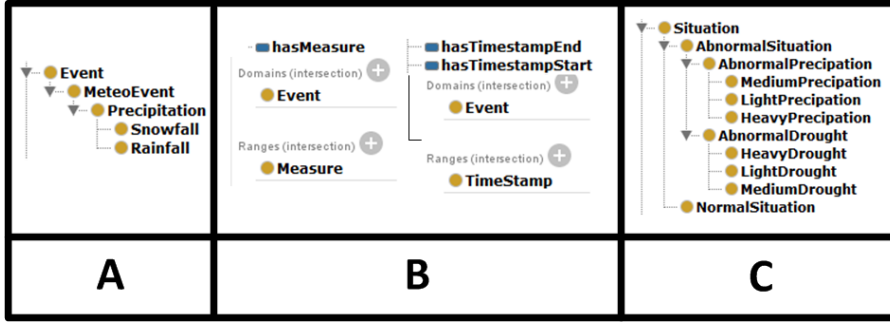 Event
MeteoEvent
Precipitation
Snowfall
Rainfall
hasMeasure
Domains (intersection)
Event
Ranges (intersection)
Measure
hasTimestampEnd
hasTimestampStart
Domains (intersection)
Event
Ranges (intersection)
TimeStamp
Situation
AbnormalSituation
AbnormalPrecipation
MediumPrecipation
LightPrecipation
HeavyPrecipation
AbnormalDrought
HeavyDrought
LightDrought
MediumDrought
NormalSituation
A
B
C